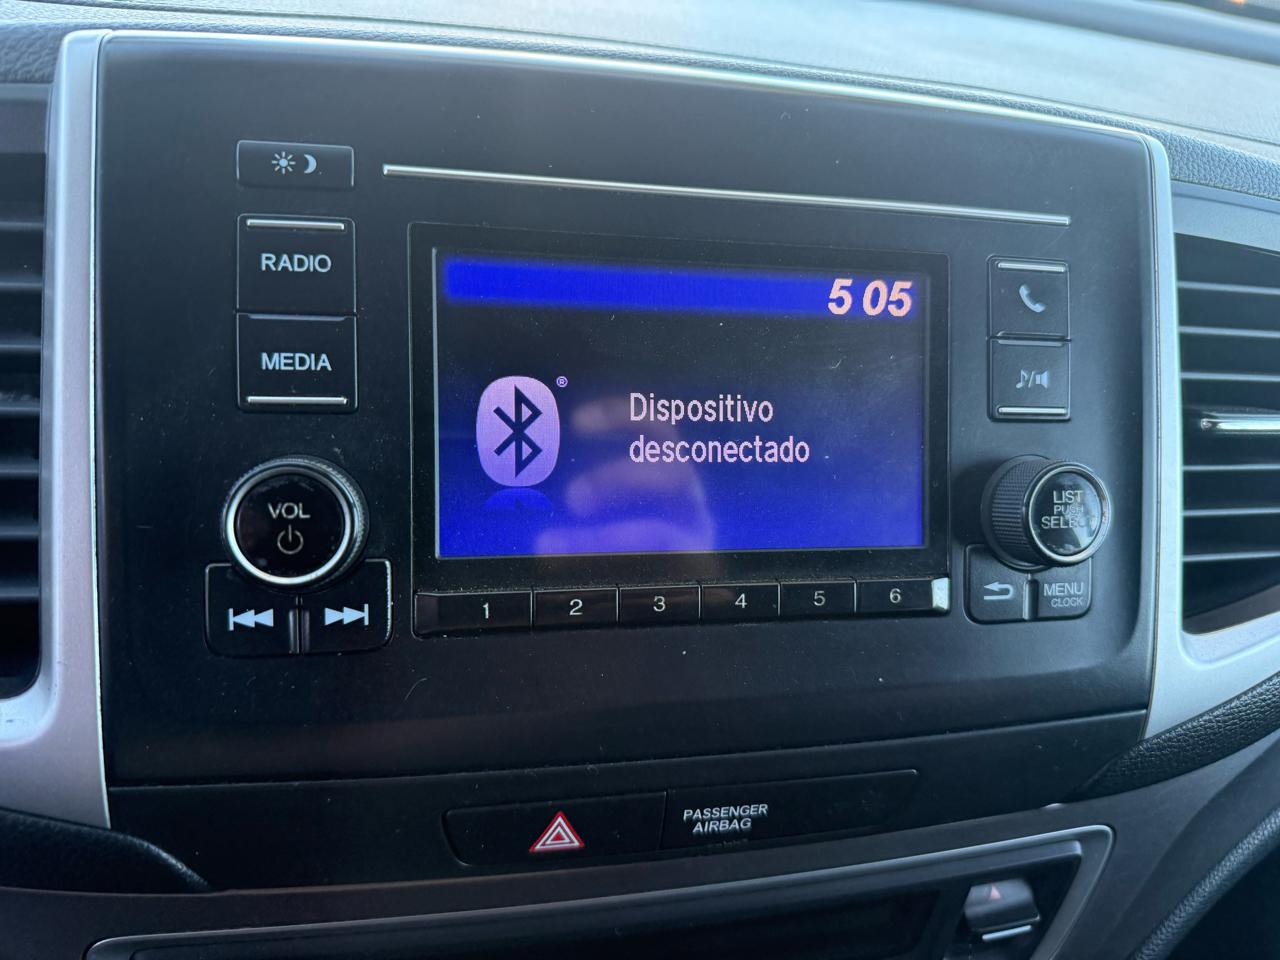 RADIO
MEDIA
5 05
®
Dispositivo
desconectado
VOL
LIST
PUSH
SELECT
1 2 3 4 5 6
MENU
CLOCK
PASSENGER
AIRBAG